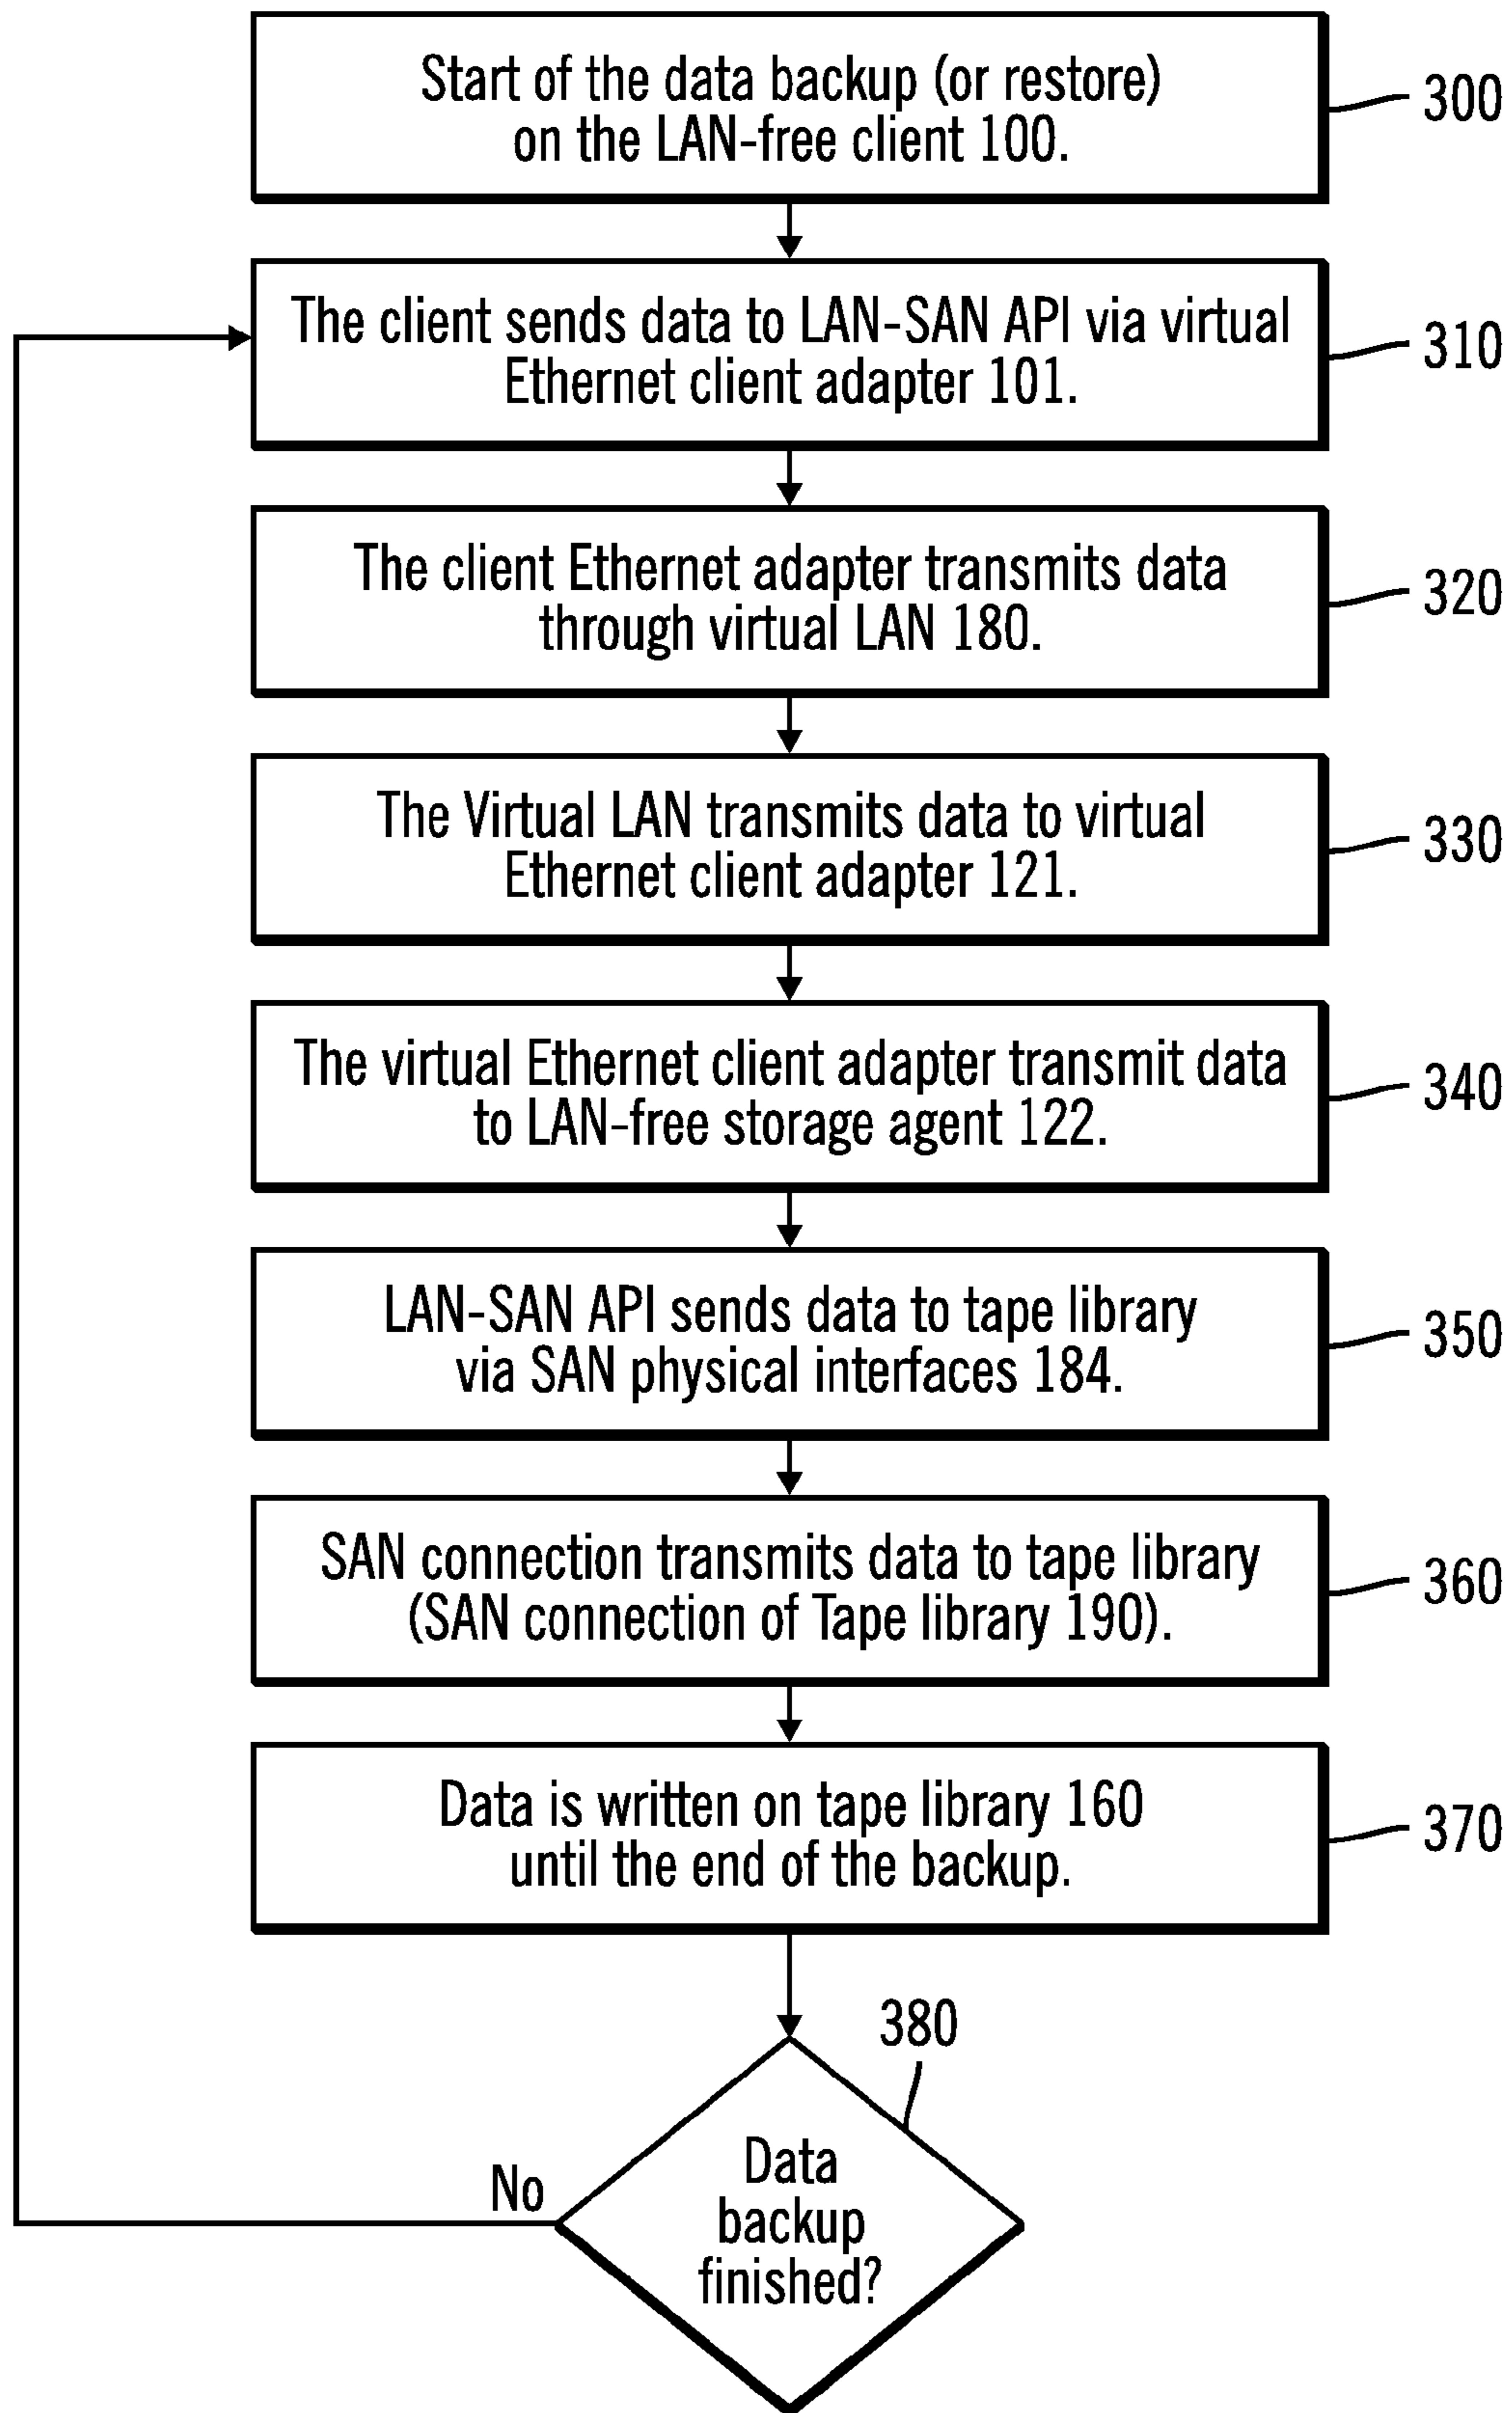 Start of the data backup (or restore)
on the LAN-free client 100.
300
The client sends data to LAN-SAN API via virtual
Ethernet client adapter 101.
310
The client Ethernet adapter transmits data
through virtual LAN 180.
320
The Virtual LAN transmits data to virtual
Ethernet client adapter 121.
330
The virtual Ethernet client adapter transmit data
to LAN-free storage agent 122.
340
LAN-SAN API sends data to tape library
via SAN physical interfaces 184.
350
SAN connection transmits data to tape library
(SAN connection of Tape library 190).
360
Data is written on tape library 160
until the end of the backup.
370
380
Data
backup
finished?
No